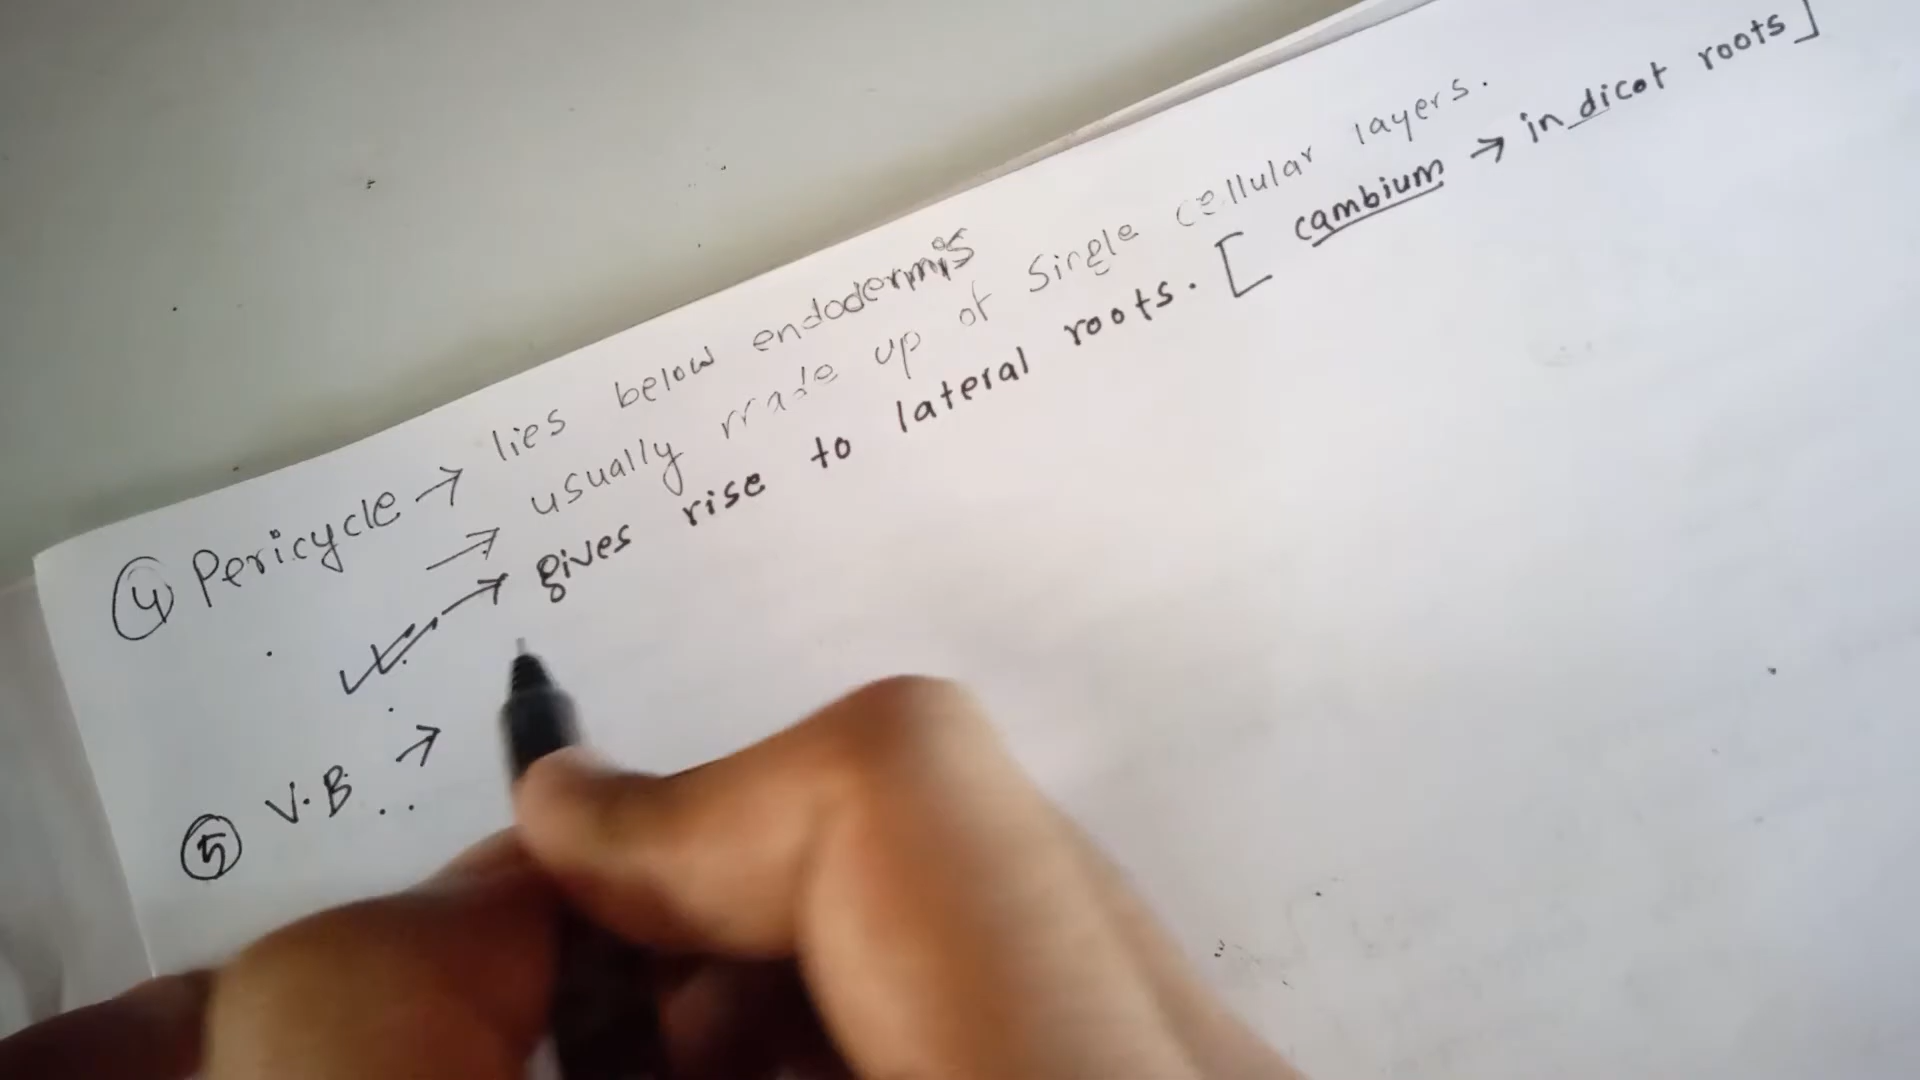 ④ Pericycle → lies below endodermis
→ usually made up of single cellular layers.
→ gives rise to lateral roots. [ cambium → in dicot roots ]
⑤ V.B. →